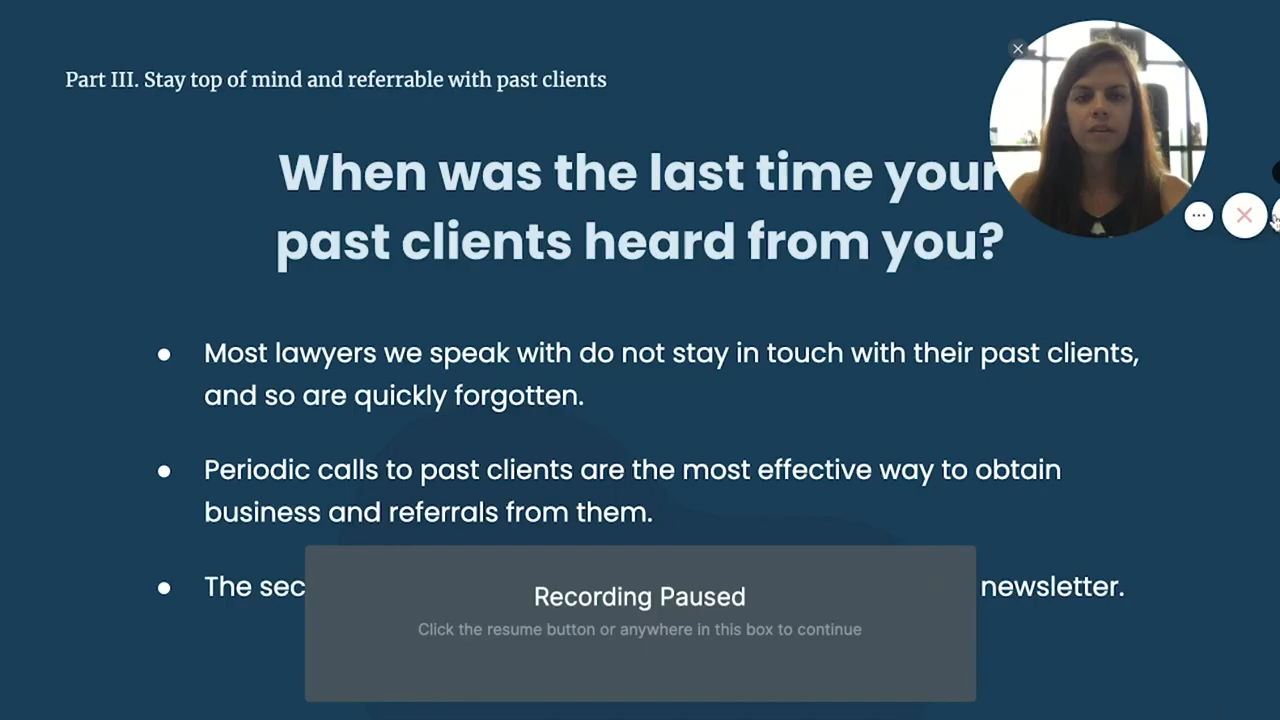 Part III. Stay top of mind and referrable with past clients
When was the last time your
past clients heard from you?
● Most lawyers we speak with do not stay in touch with their past clients,
and so are quickly forgotten.
● Periodic calls to past clients are the most effective way to obtain
business and referrals from them.
● The sec newsletter.
Recording Paused
Click the resume button or anywhere in this box to continue